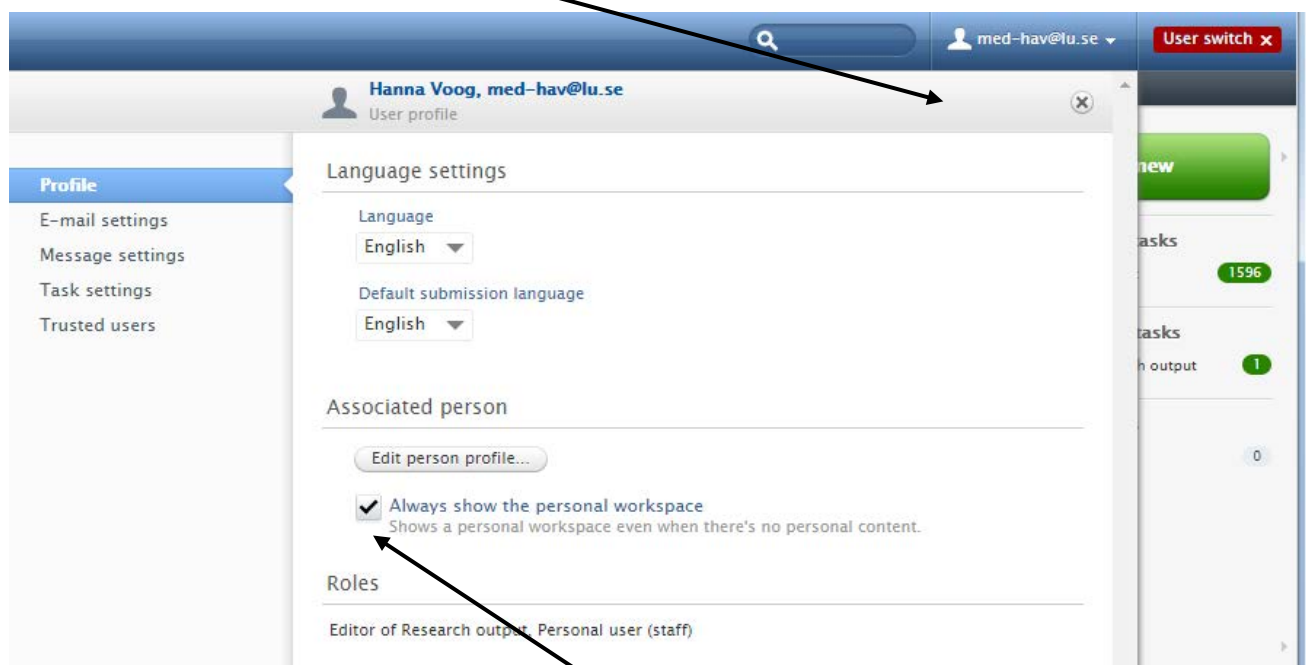 med-hav@lu.se
User switch x
Hanna Voog, med-hav@lu.se
User profile
Profile
E-mail settings
Message settings
Task settings
Trusted users
Language settings
Language
English
Default submission language
English
Associated person
Edit person profile...
Always show the personal workspace
Shows a personal workspace even when there's no personal content.
Roles
Editor of Research output, Personal user (staff)
new
asks
1596
tasks
h output
1
0